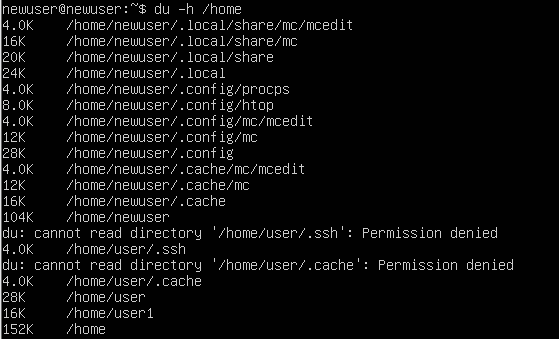 newuser@newuser:~$ du -h /home
4.0K    /home/newuser/.local/share/mc/mcedit
16K     /home/newuser/.local/share/mc
20K     /home/newuser/.local/share
24K     /home/newuser/.local
4.0K    /home/newuser/.config/procps
8.0K    /home/newuser/.config/htop
4.0K    /home/newuser/.config/mc/mcedit
12K     /home/newuser/.config/mc
28K     /home/newuser/.config
4.0K    /home/newuser/.cache/mc/mcedit
12K     /home/newuser/.cache/mc
16K     /home/newuser/.cache
104K    /home/newuser
du: cannot read directory '/home/user/.ssh': Permission denied
4.0K    /home/user/.ssh
du: cannot read directory '/home/user/.cache': Permission denied
4.0K    /home/user/.cache
28K     /home/user
16K     /home/user1
152K    /home